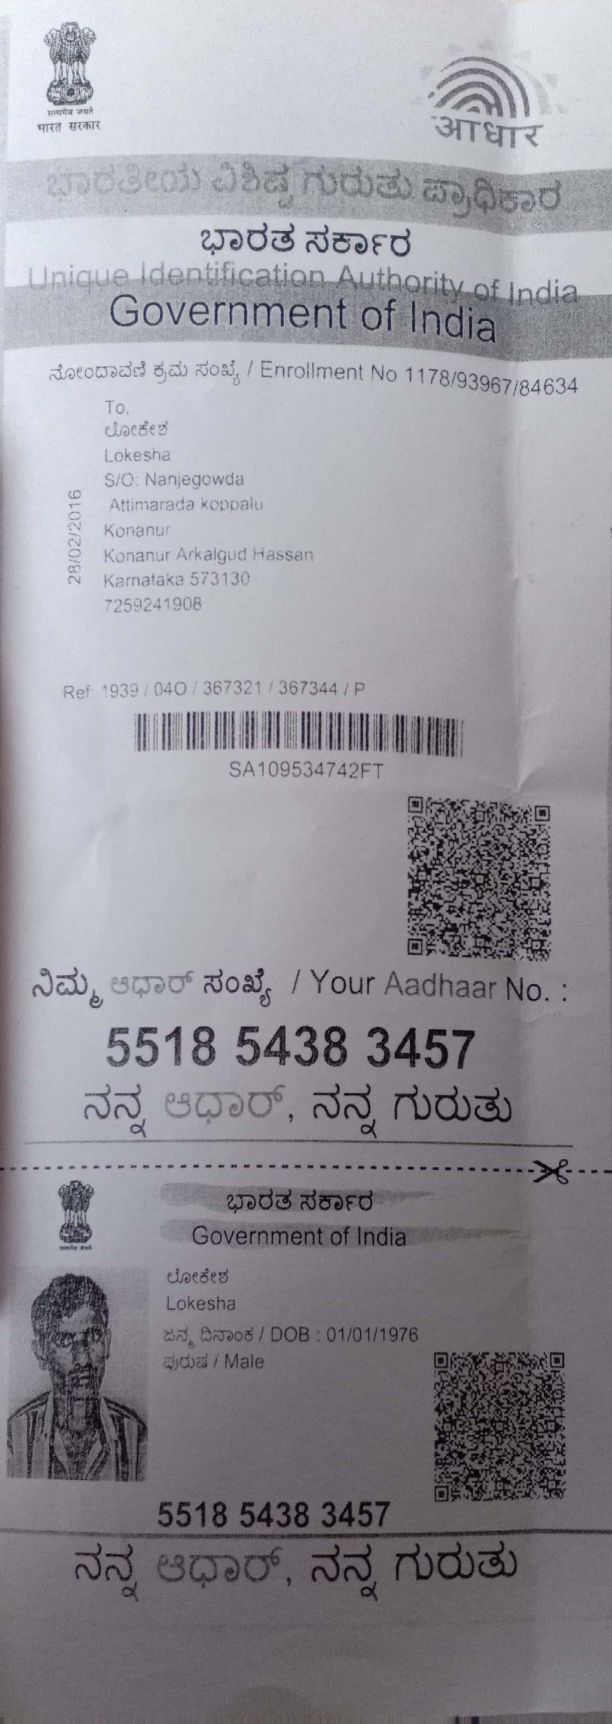 सत्यमेव जयते
भारत सरकार
आधार
ಭಾರತೀಯ ವಿಶಿಷ್ಟ ಗುರುತು ಪ್ರಾಧಿಕಾರ
ಭಾರತ ಸರ್ಕಾರ
Unique Identification Authority of India
Government of India
ನೋಂದಾವಣಿ ಕ್ರಮ ಸಂಖ್ಯೆ / Enrollment No 1178/93967/84634
To,
ಲೋಕೇಶ
Lokesha
S/O: Nanjegowda
Attimarada koppalu
Konanur
Konanur Arkalgud Hassan
Karnataka 573130
7259241908
28/02/2016
Ref: 1939 / 04O / 367321 / 367344 / P
SA109534742FT
ನಿಮ್ಮ ಆಧಾರ್ ಸಂಖ್ಯೆ / Your Aadhaar No. :
5518 5438 3457
ನನ್ನ ಆಧಾರ್, ನನ್ನ ಗುರುತು
ಭಾರತ ಸರ್ಕಾರ
Government of India
ಲೋಕೇಶ
Lokesha
ಜನ್ಮ ದಿನಾಂಕ / DOB : 01/01/1976
ಪುರುಷ / Male
5518 5438 3457
ನನ್ನ ಆಧಾರ್, ನನ್ನ ಗುರುತು